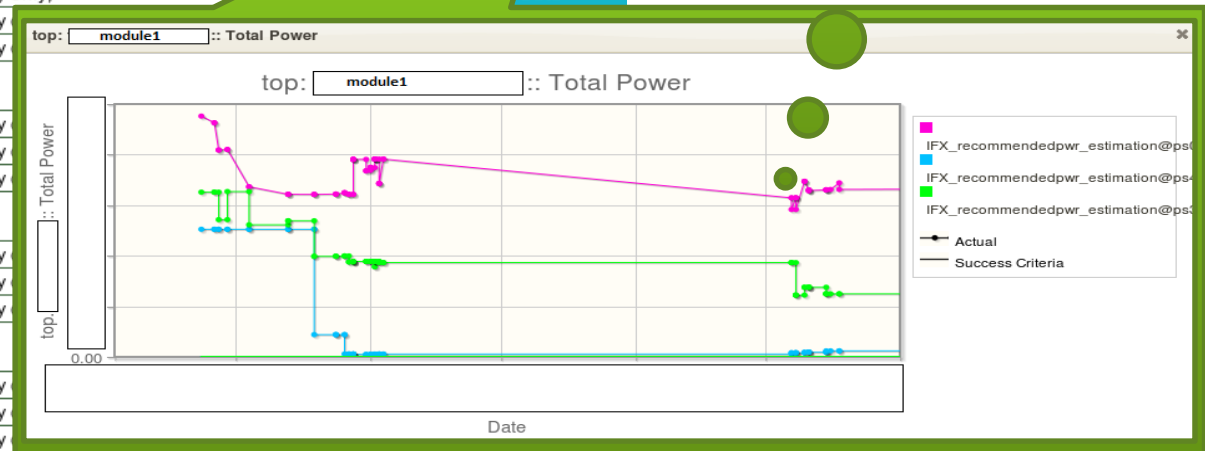 top: module1 :: Total Power
top: module1 :: Total Power
top. :: Total Power
0.00
Date
IFX_recommendedpwr_estimation@ps
IFX_recommendedpwr_estimation@ps
IFX_recommendedpwr_estimation@ps
Actual
Success Criteria